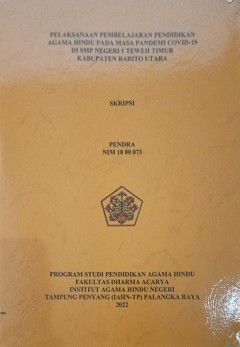 PELAKSANAAN PEMBELAJARAN PENDIDIKAN
AGAMA HINDU PADA MASA PANDEMI COVID-19
DI SMP NEGERI 1 TEWEH TIMUR
KABUPATEN BARITO UTARA
SKRIPSI
PENDRA
NIM 18 00 075
PROGRAM STUDI PENDIDIKAN AGAMA HINDU
FAKULTAS DHARMA ACARYA
INSTITUT AGAMA HINDU NEGERI
TAMPUNG PENYANG (IAHN-TP) PALANGKA RAYA
2022